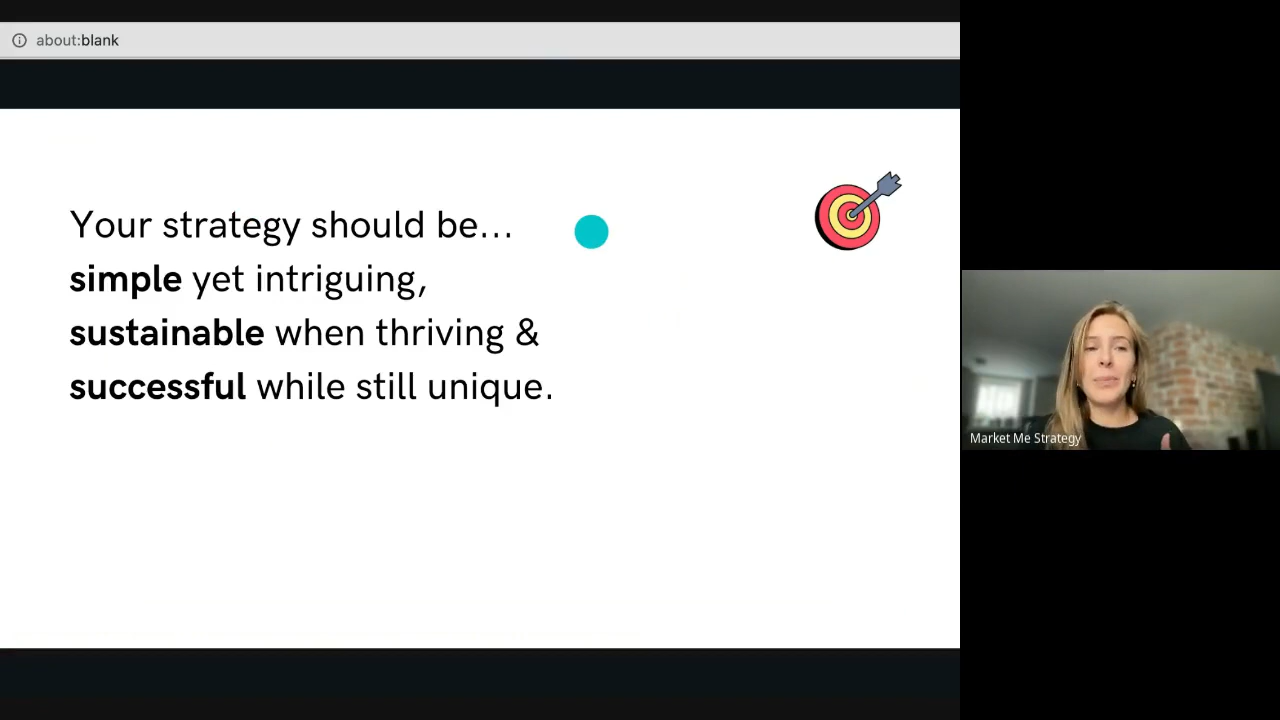 about:blank
Your strategy should be...
simple yet intriguing,
sustainable when thriving &
successful while still unique.
Market Me Strategy